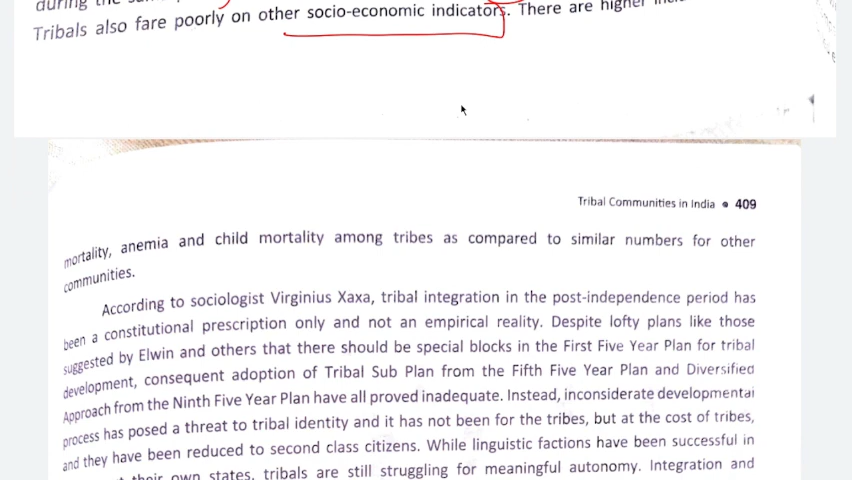 during the
Tribals also fare poorly on other socio-economic indicators. There are higher
Tribal Communities in India • 409
mortality, anemia and child mortality among tribes as compared to similar numbers for other
communities.
According to sociologist Virginius Xaxa, tribal integration in the post-independence period has
been a constitutional prescription only and not an empirical reality. Despite lofty plans like those
suggested by Elwin and others that there should be special blocks in the First Five Year Plan for tribal
development, consequent adoption of Tribal Sub Plan from the Fifth Five Year Plan and Diversified
Approach from the Ninth Five Year Plan have all proved inadequate. Instead, inconsiderate developmental
process has posed a threat to tribal identity and it has not been for the tribes, but at the cost of tribes,
and they have been reduced to second class citizens. While linguistic factions have been successful in
their own states, tribals are still struggling for meaningful autonomy. Integration and